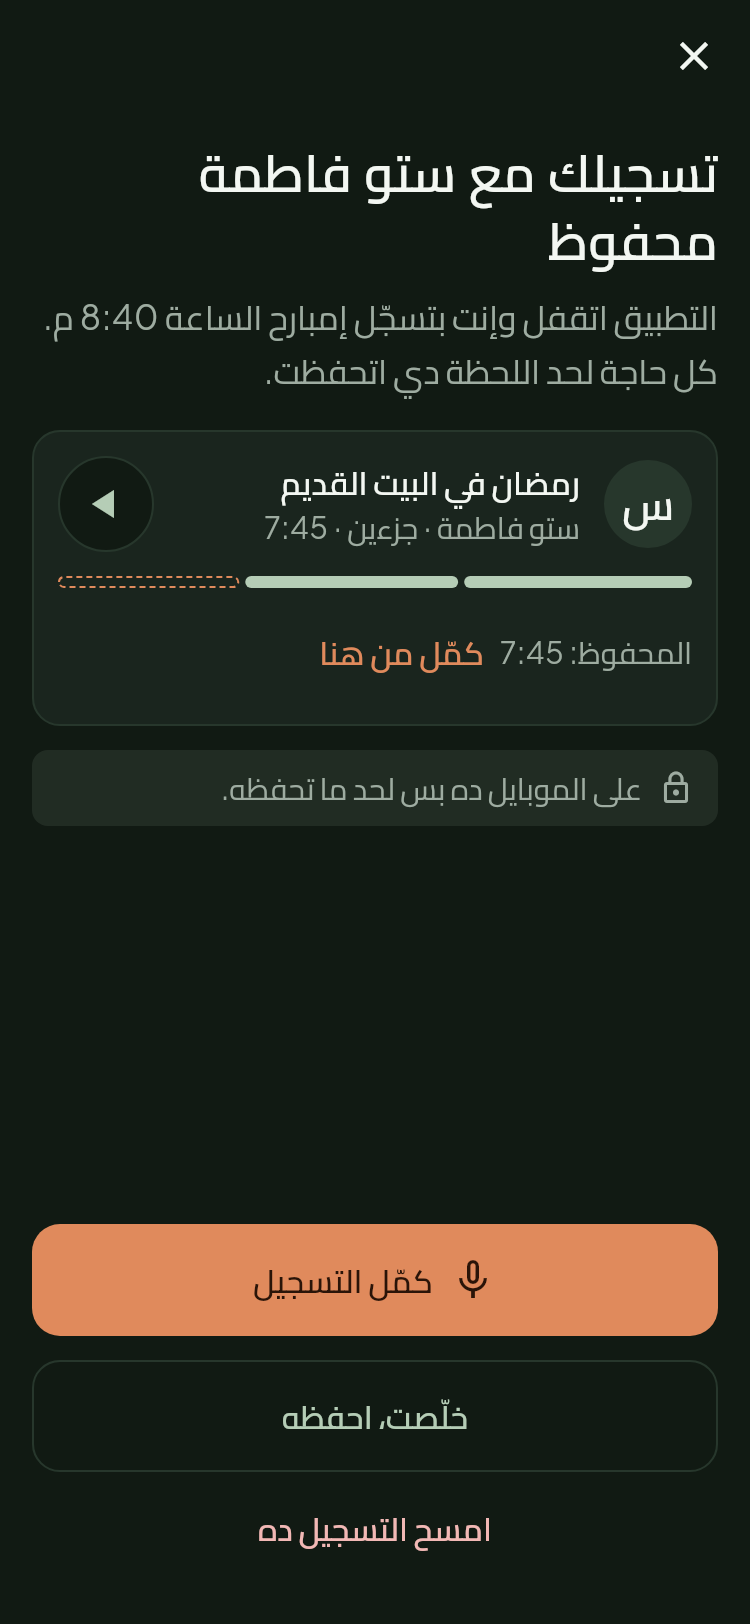 تسجيلك مع ستو فاطمة
محفوظ
التطبيق اتقفل وإنت بتسجّل إمبارح الساعة 8:40 م.
كل حاجة لحد اللحظة دي اتحفظت.
س
رمضان في البيت القديم
ستو فاطمة · جزءين · 7:45
المحفوظ: 7:45 كمّل من هنا
على الموبايل ده بس لحد ما تحفظه.
كمّل التسجيل
خلّصت، احفظه
امسح التسجيل ده